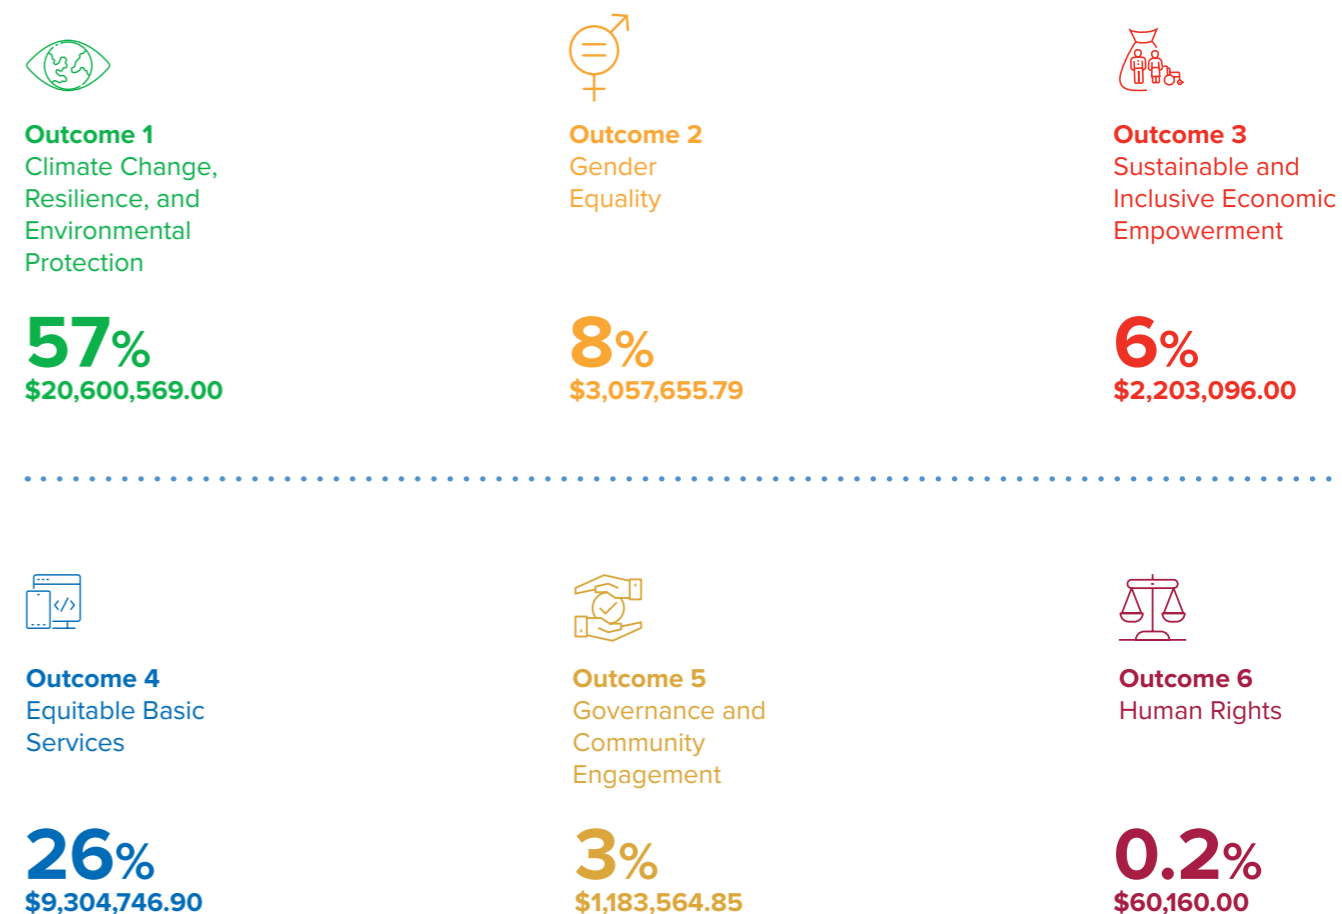 Outcome 1
Climate Change,
Resilience, and
Environmental
Protection
57%
$20,600,569.00
Outcome 2
Gender
Equality
8%
$3,057,655.79
Outcome 3
Sustainable and
Inclusive Economic
Empowerment
6%
$2,203,096.00
</>
Outcome 4
Equitable Basic
Services
26%
$9,304,746.90
Outcome 5
Governance and
Community
Engagement
3%
$1,183,564.85
Outcome 6
Human Rights
0.2%
$60,160.00